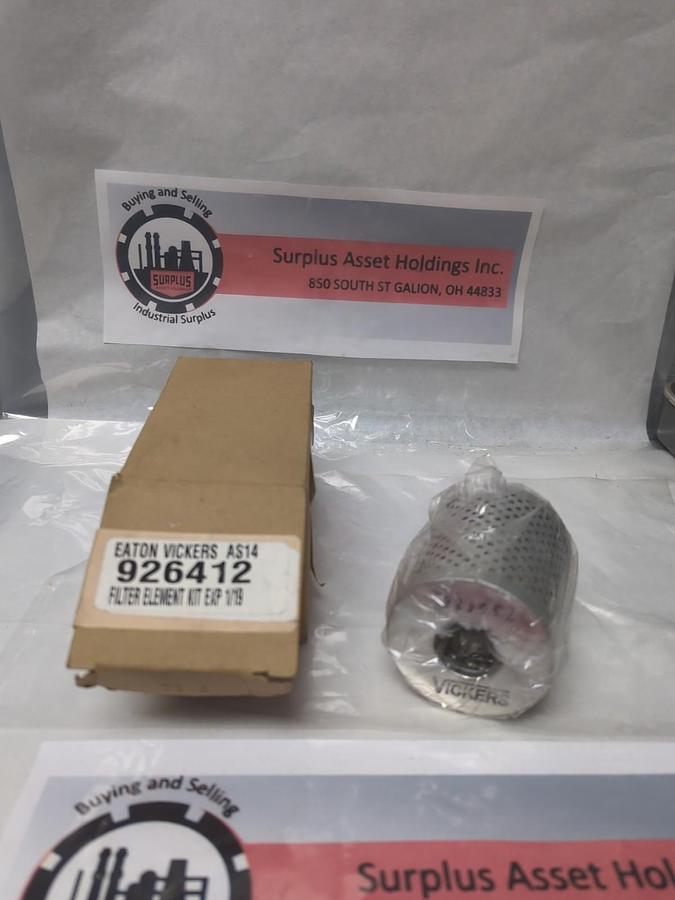 Buying and Selling
SURPLUS
Industrial Surplus
Surplus Asset Holdings Inc.
850 SOUTH ST GALION, OH 44833
EATON VICKERS AS14
926412
FILTER ELEMENT KIT EXP 1/19
VICKERS
Buying and Selling
Surplus Asset Hol